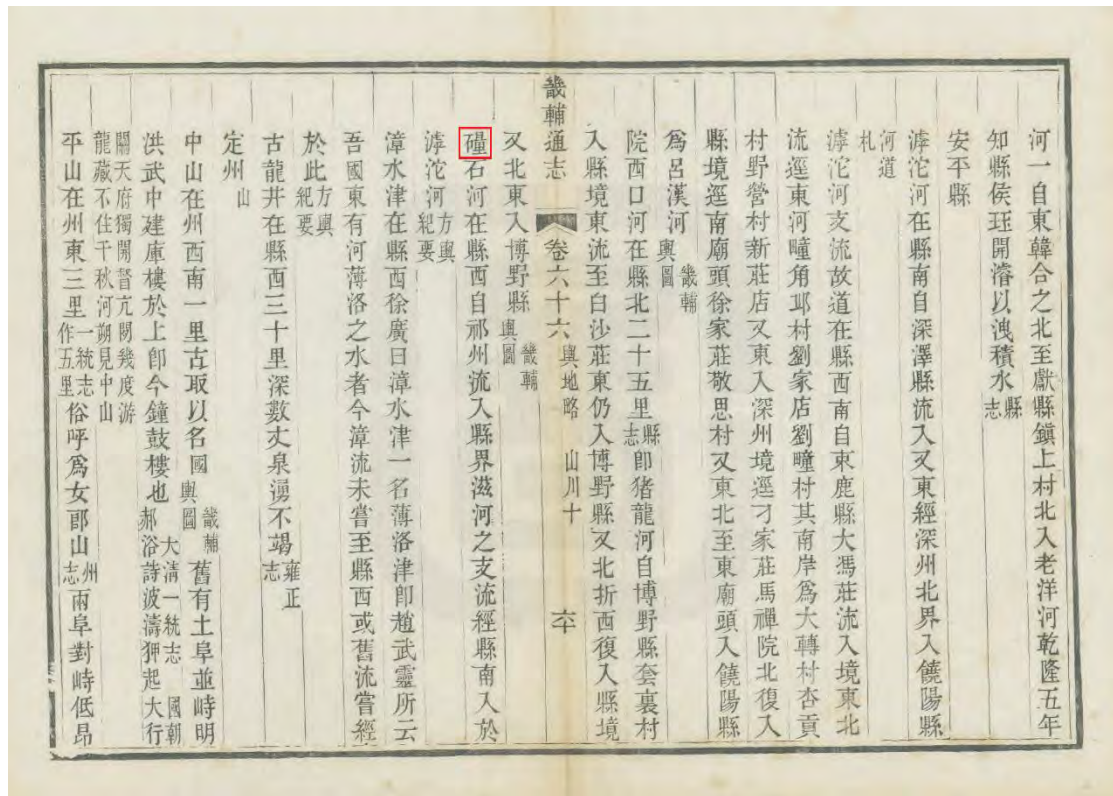 河一自東韓合之北至獻縣鎮上村北入老洋河乾隆五年
知縣侯珏開濬以洩積水縣志
安平縣
滹沱河在縣南自深澤縣流入又東經深州北界入饒陽縣
河道札
滹沱河支流故道在縣西南自束鹿縣大馮莊流入境東北
流逕東河疃角邱村劉家店劉疃村其南岸爲大轉村杏貢
村野營村新莊店又東入深州境逕刁家莊馬禪院北復入
縣境逕南廟頭徐家莊敬思村又東北至東廟頭入饒陽縣
爲呂漢河畿輔輿圖
院西口河在縣北二十五里縣志卽猪龍河自博野縣套裏村
入縣境東流至白沙莊東仍入博野縣又北折西復入縣境
畿輔通志 卷六十六 輿地略 山川十 六十
又北東入博野縣畿輔輿圖
石河在縣西自祁州流入縣界滋河之支流經縣南入於
滹沱河方輿紀要
漳水津在縣西徐廣曰漳水津一名薄洛津卽趙武靈所云
吾國東有河薄洛之水者今漳流未嘗至縣西或舊流嘗經
於此方輿紀要
古龍井在縣西三十里深數丈泉湧不竭雍正志
定州山
中山在州西南一里古取以名國畿輔輿圖舊有土阜並峙明
洪武中建庫樓於上卽今鐘鼓樓也大淸一統志 國朝郝浴詩波濤狎起大行
關天府獨開督亢閟幾度游龍藏不住千秋河朔見中山
平山在州東三里一統志作五里俗呼爲女郎山州志兩阜對峙低昂